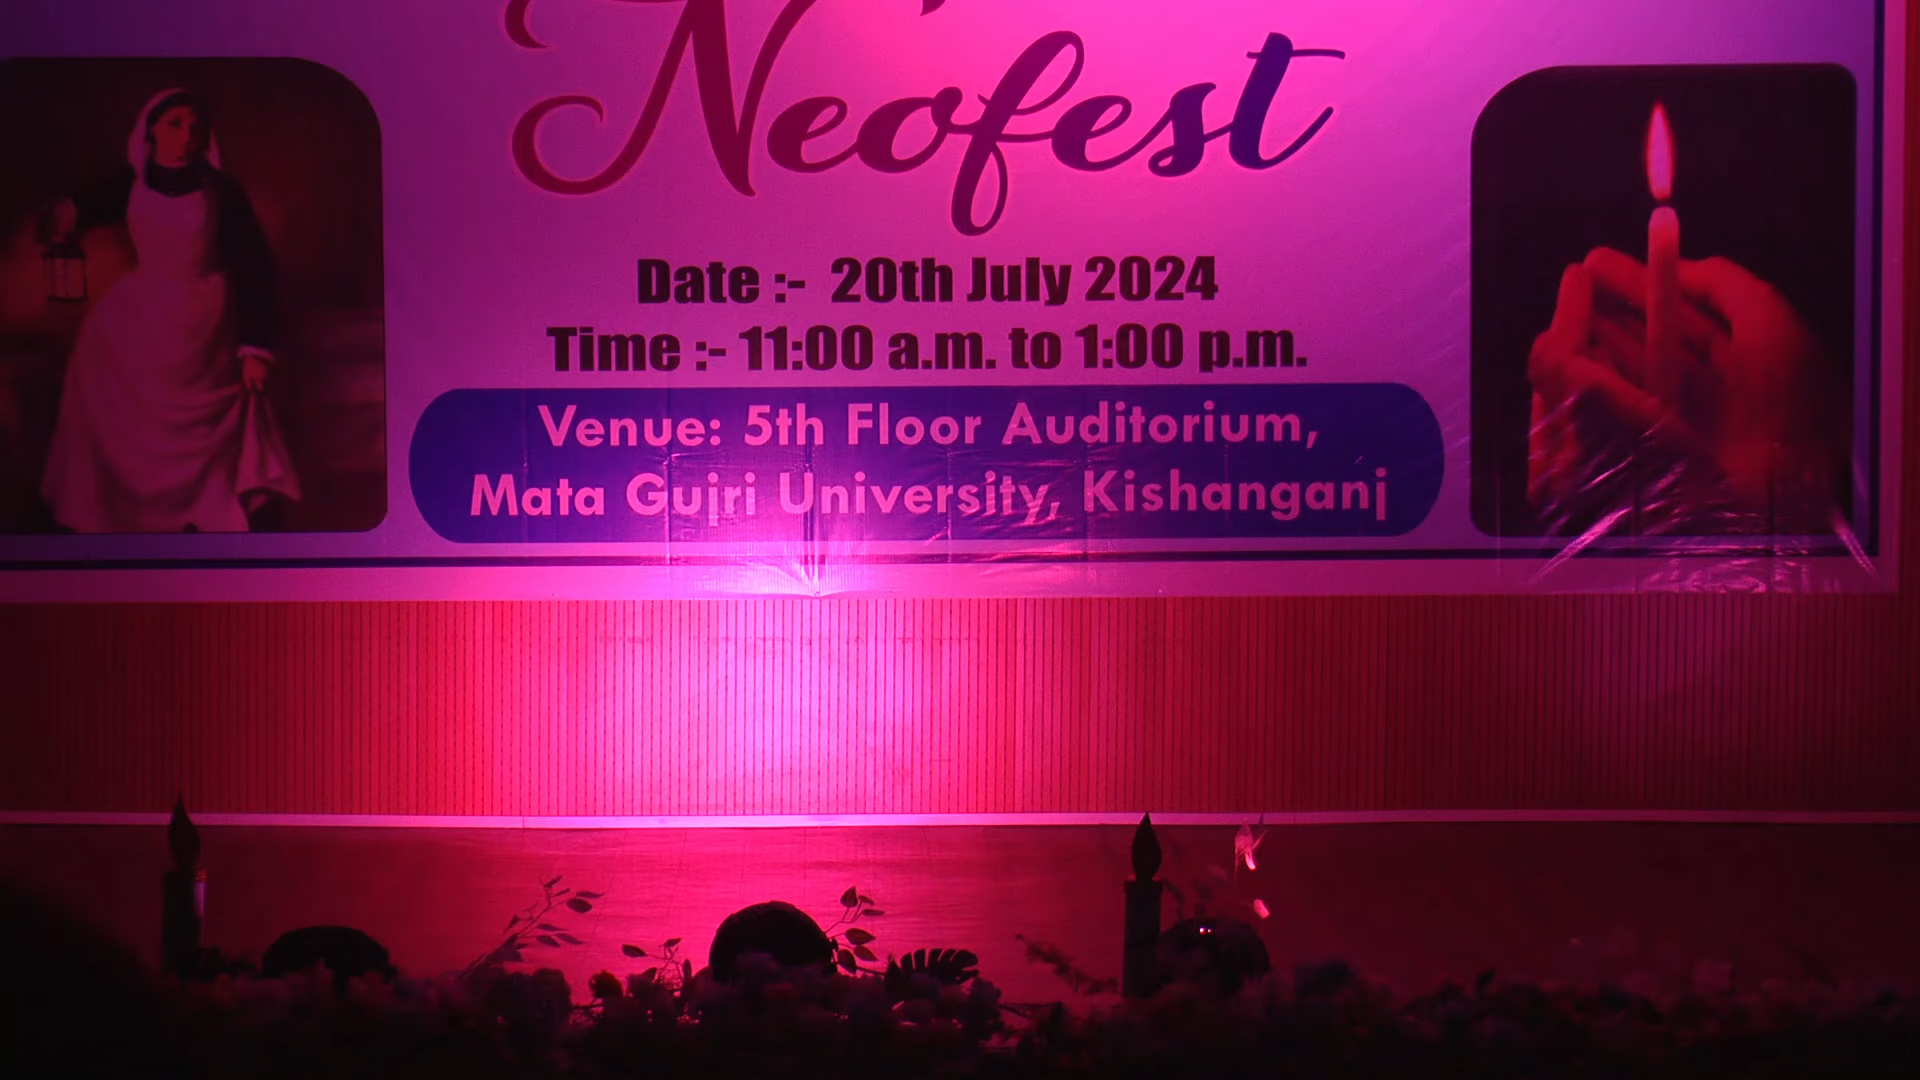 Neofest
Date :- 20th July 2024
Time :- 11:00 a.m. to 1:00 p.m.
Venue: 5th Floor Auditorium,
Mata Gujri University, Kishanganj